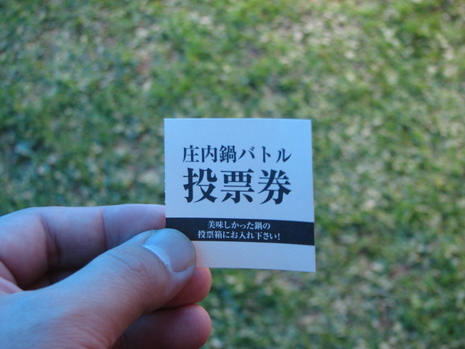 庄内鍋バトル
投票券
美味しかった鍋の
投票箱にお入れ下さい!